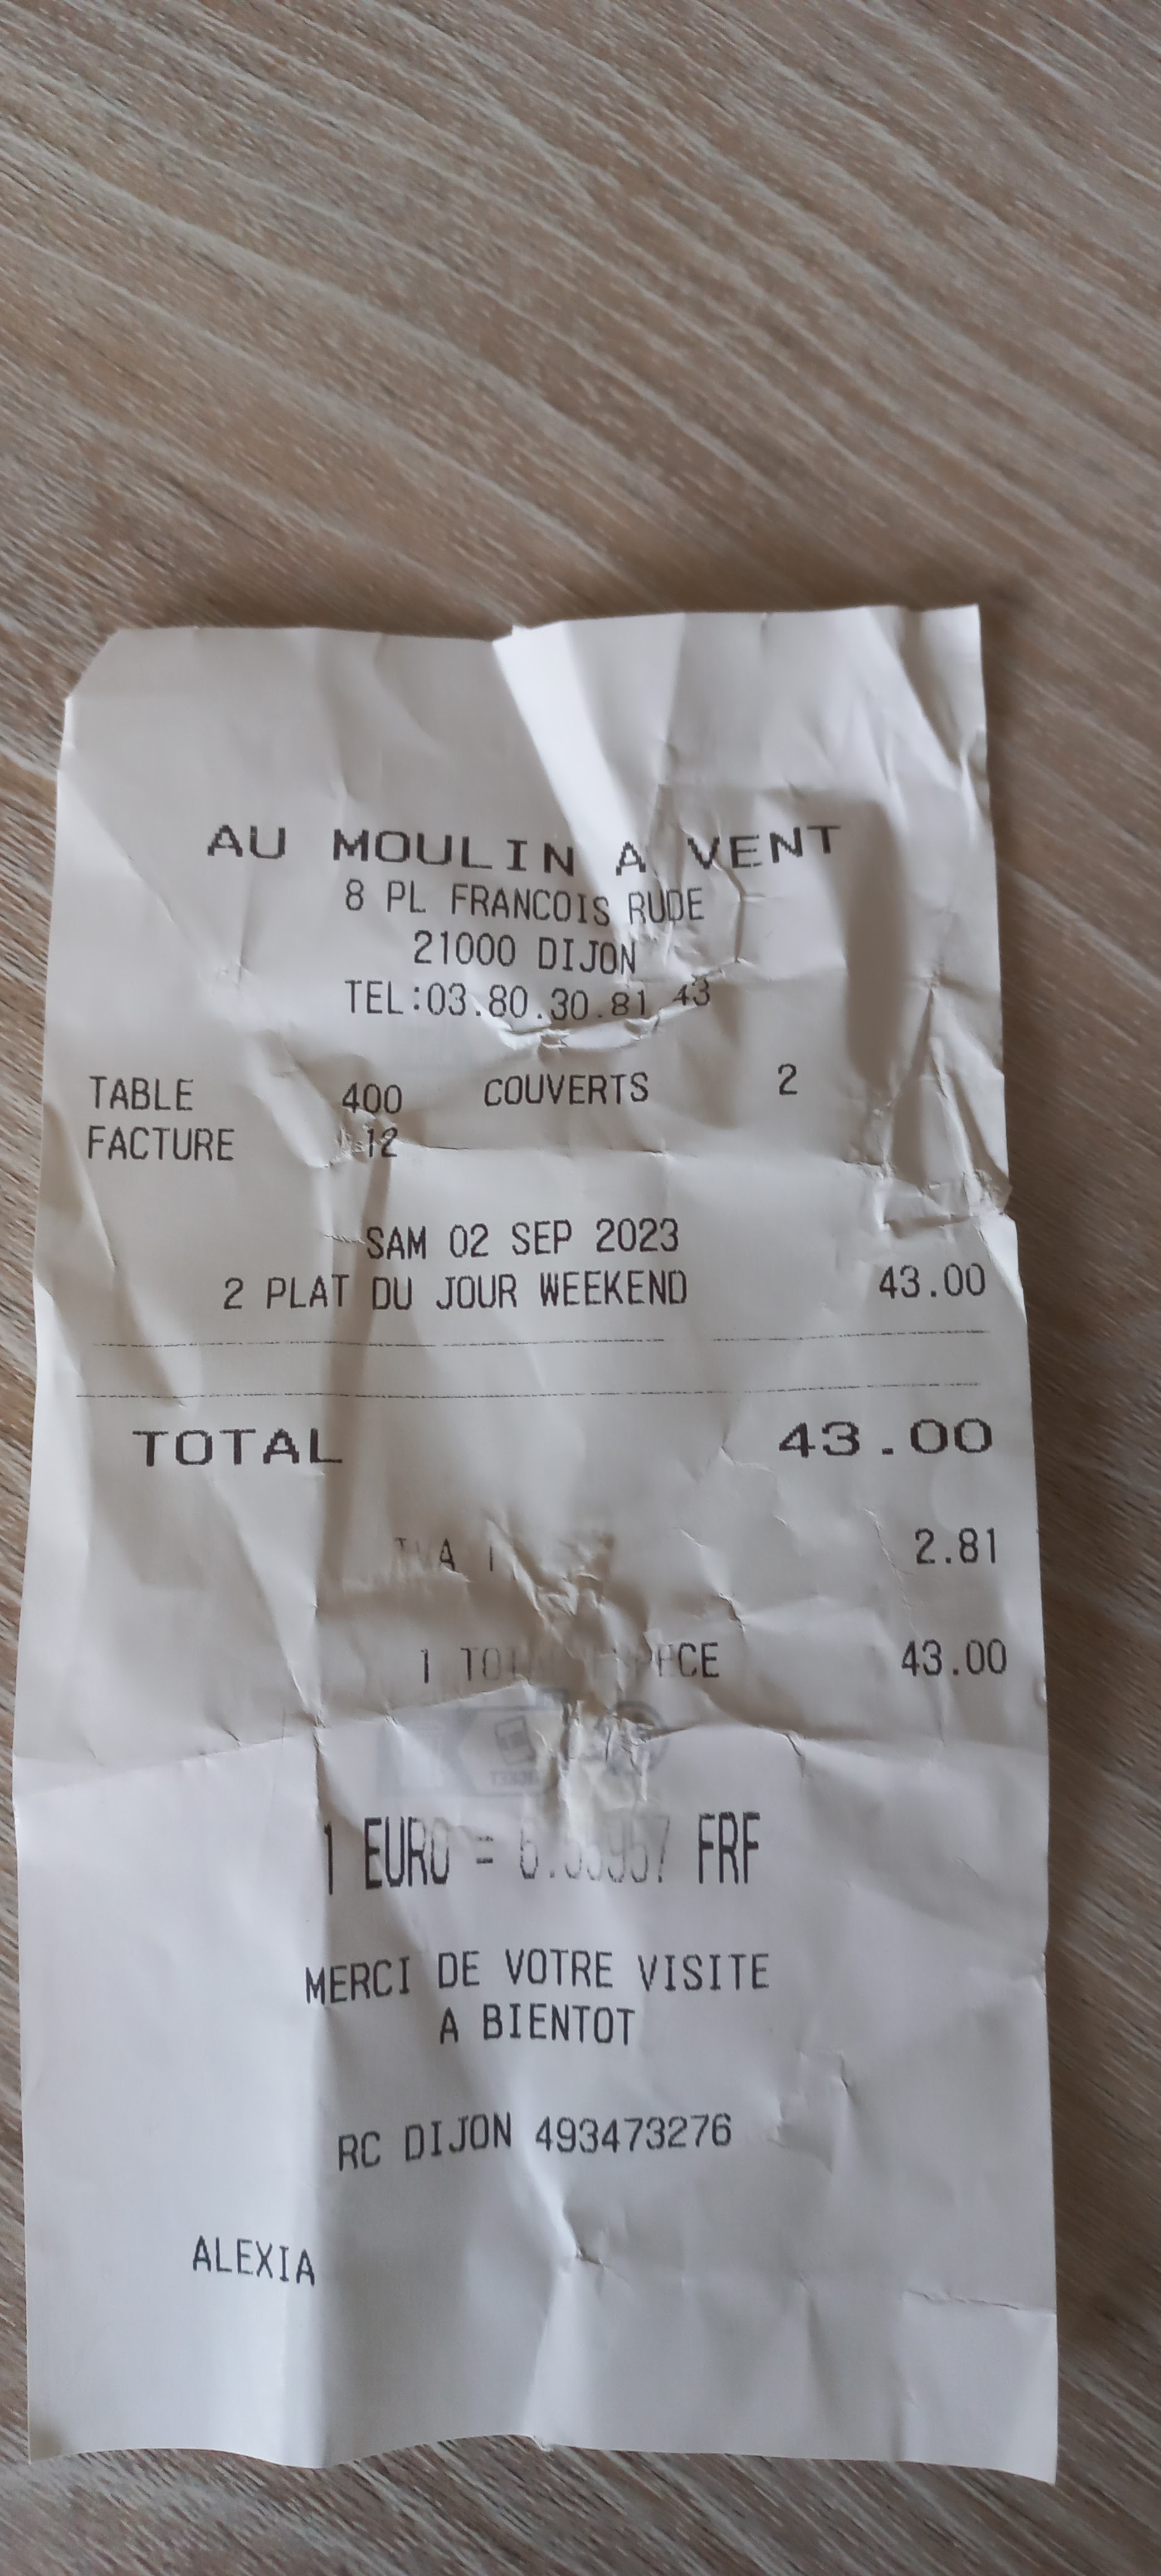 AU MOULIN A VENT
8 PL FRANCOIS RUDE
21000 DIJON
TEL:03.80.30.81.43
TABLE 400 COUVERTS 2
FACTURE 12
SAM 02 SEP 2023
2 PLAT DU JOUR WEEKEND 43.00
TOTAL 43.00
TVA 2.81
1 43.00
1 EURO = FRF
MERCI DE VOTRE VISITE
A BIENTOT
RC DIJON 493473276
ALEXIA